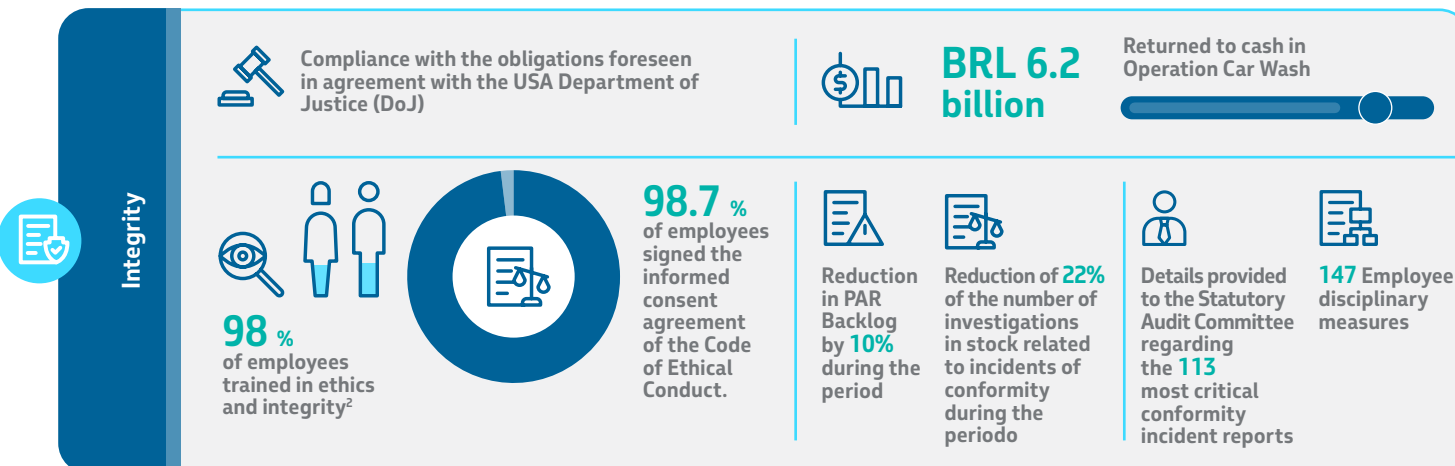 Integrity
Compliance with the obligations foreseen
in agreement with the USA Department of
Justice (DoJ)
BRL 6.2
billion
Returned to cash in
Operation Car Wash
98 %
of employees
trained in ethics
and integrity²
98.7 %
of employees
signed the
informed
consent
agreement
of the Code
of Ethical
Conduct.
Reduction
in PAR
Backlog
by 10%
during the
period
Reduction of 22%
of the number of
investigations
in stock related
to incidents of
conformity
during the
periodo
Details provided
to the Statutory
Audit Committee
regarding
the 113
most critical
conformity
incident reports
147 Employee
disciplinary
measures